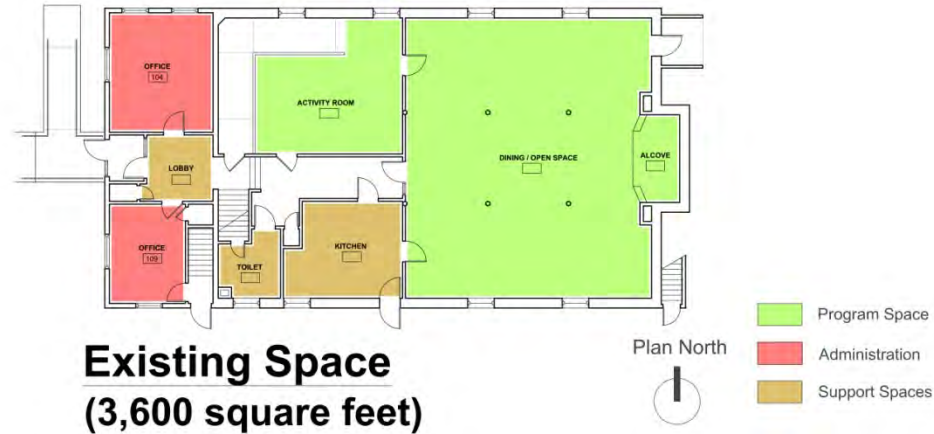 OFFICE
104
ACTIVITY ROOM
LOBBY
DINING / OPEN SPACE
ALCOVE
OFFICE
109
TOILET
KITCHEN
Existing Space
(3,600 square feet)
Plan North
Program Space
Administration
Support Spaces